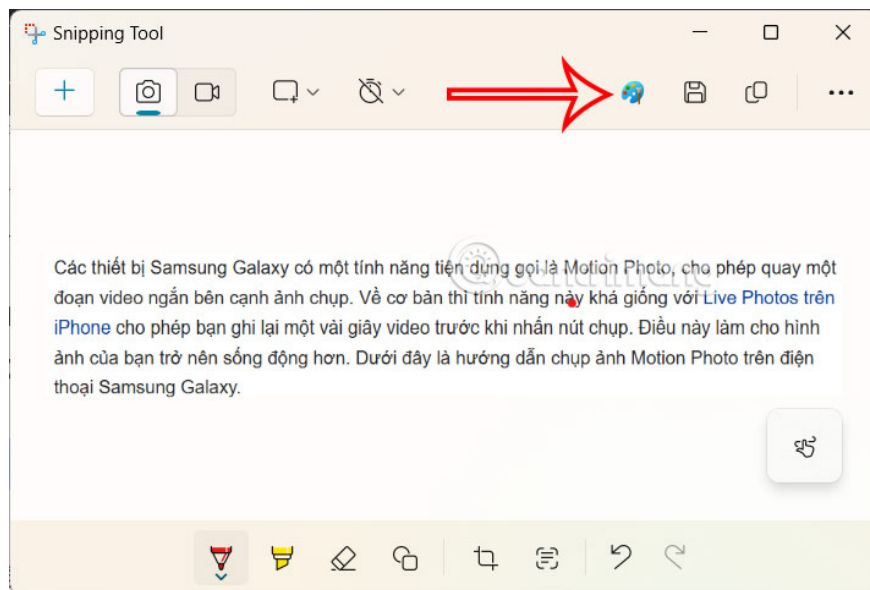 Snipping Tool
Các thiết bị Samsung Galaxy có một tính năng tiện dụng gọi là Motion Photo, cho phép quay một
đoạn video ngắn bên cạnh ảnh chụp. Về cơ bản thì tính năng này khá giống với Live Photos trên
iPhone cho phép bạn ghi lại một vài giây video trước khi nhấn nút chụp. Điều này làm cho hình
ảnh của bạn trở nên sống động hơn. Dưới đây là hướng dẫn chụp ảnh Motion Photo trên điện
thoại Samsung Galaxy.